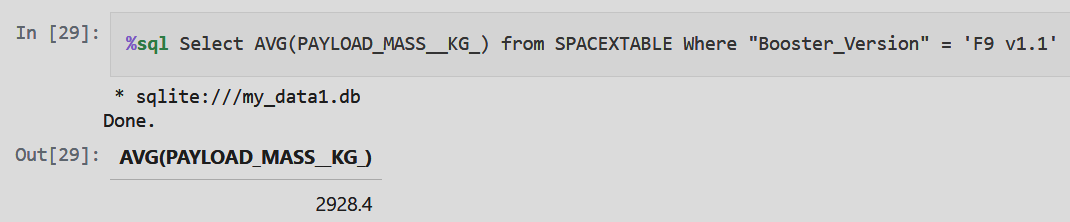 In [29]: %sql Select AVG(PAYLOAD_MASS__KG_) from SPACEXTABLE Where "Booster_Version" = 'F9 v1.1'
* sqlite:///my_data1.db
Done.
Out[29]: AVG(PAYLOAD_MASS__KG_)
2928.4